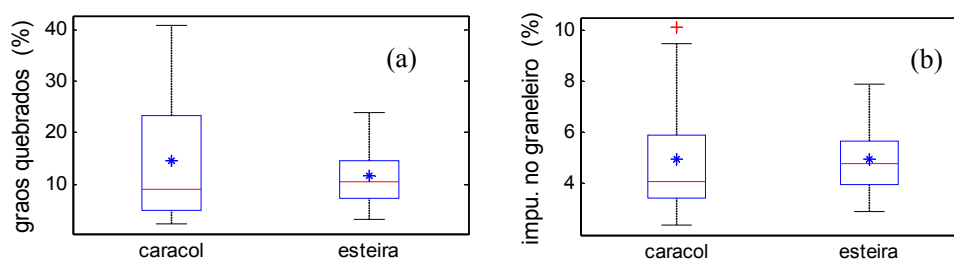 graos quebrados (%)
40
30
20
10
(a)
caracol
esteira
impu. no graneleiro (%)
10
8
6
4
(b)
caracol
esteira